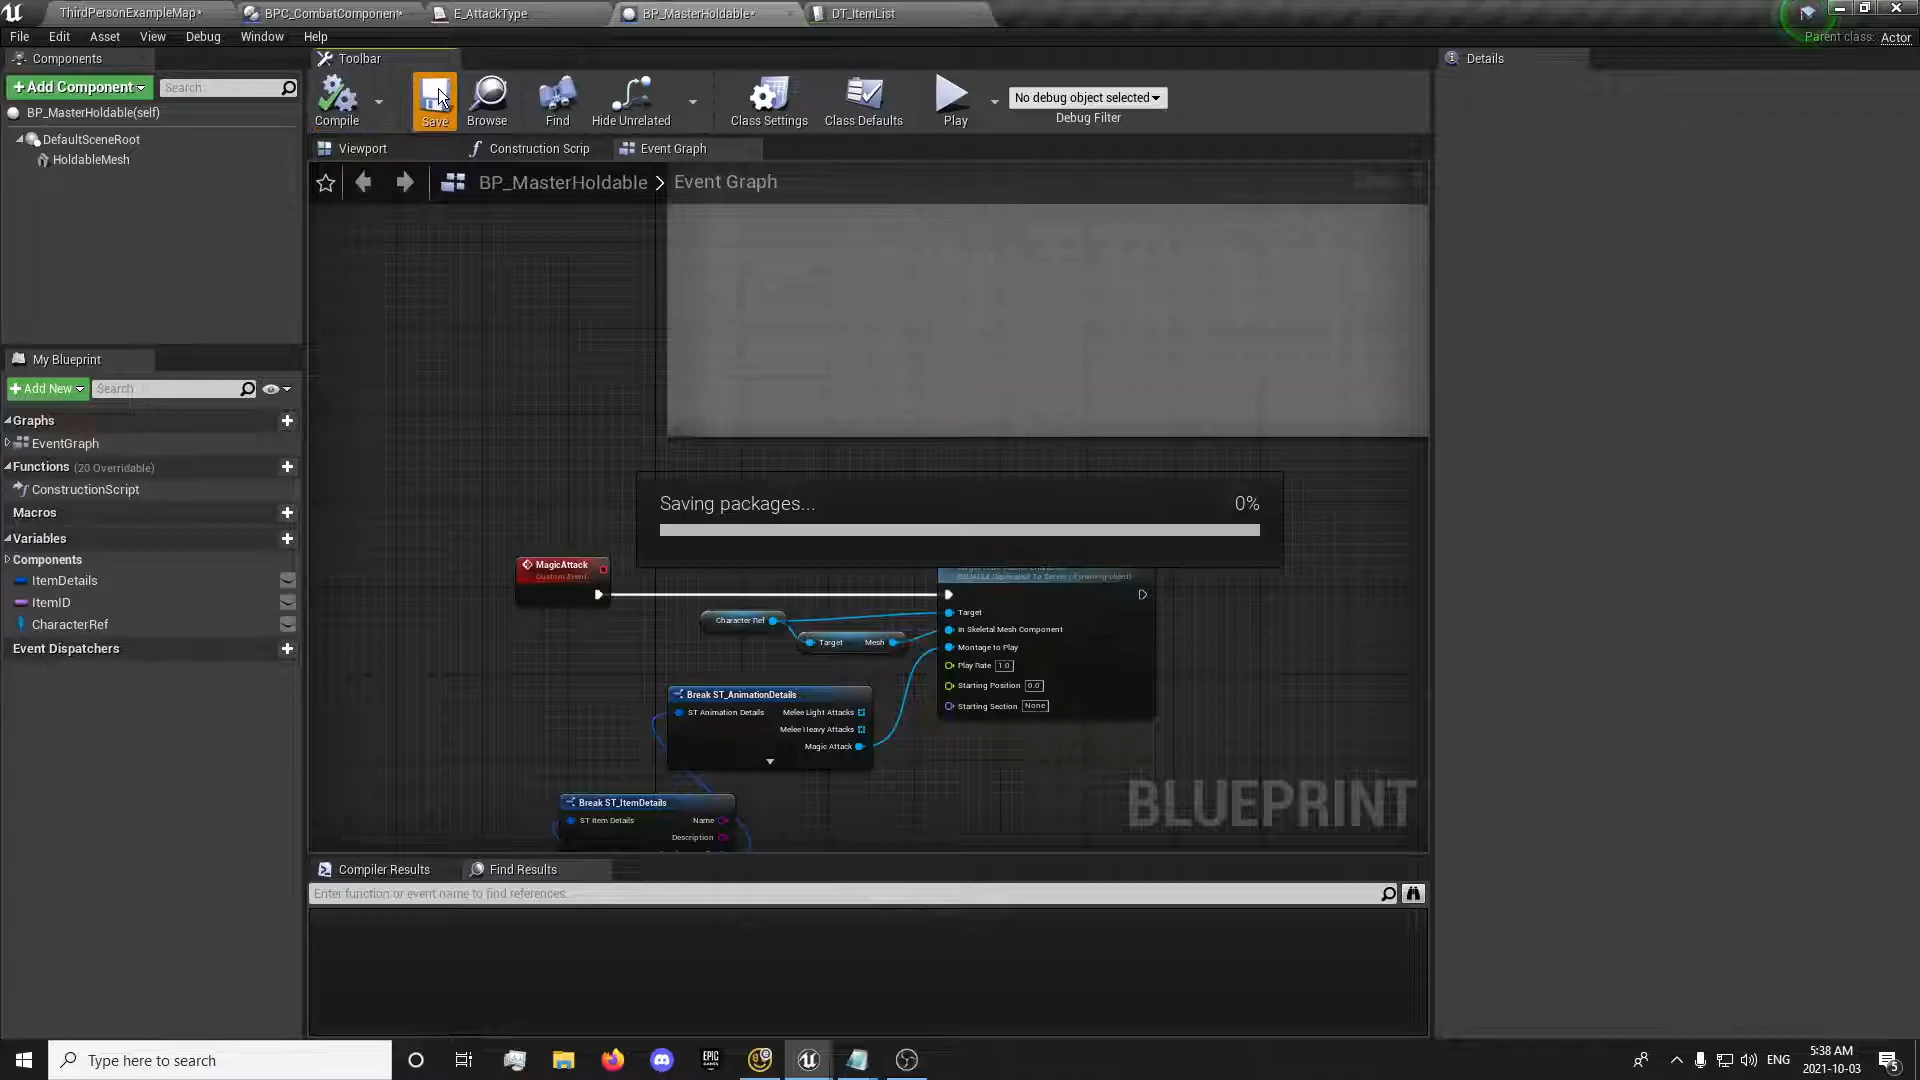 ThirdPersonExampleMap*
BPC_CombatComponent*
E_AttackType
BP_MasterHoldable*
DT_ItemList
File
Edit
Asset
View
Debug
Window
Help
Parent class: Actor
Components
Toolbar
Details
+Add Component
Search
BP_MasterHoldable(self)
DefaultSceneRoot
HoldableMesh
Compile
Save
Browse
Find
Hide Unrelated
Class Settings
Class Defaults
Play
No debug object selected
Debug Filter
Viewport
Construction Scrip
Event Graph
BP_MasterHoldable > Event Graph
My Blueprint
+Add New
Search
Graphs
EventGraph
Functions (20 Overridable)
ConstructionScript
Macros
Variables
Components
ItemDetails
ItemID
CharacterRef
Event Dispatchers
Saving packages...
0%
MagicAttack
Custom Event
Character Ref
Target
Mesh
Target
In Skeletal Mesh Component
Montage to Play
Play Rate 1.0
Starting Position 0.0
Starting Section None
Break ST_AnimationDetails
ST Animation Details
Melee Light Attacks
Melee Heavy Attacks
Magic Attack
Break ST_ItemDetails
ST Item Details
Name
Description
BLUEPRINT
Compiler Results
Find Results
Enter function or event name to find references...
Type here to search
EPIC
ENG
5:38 AM
2021-10-03
5